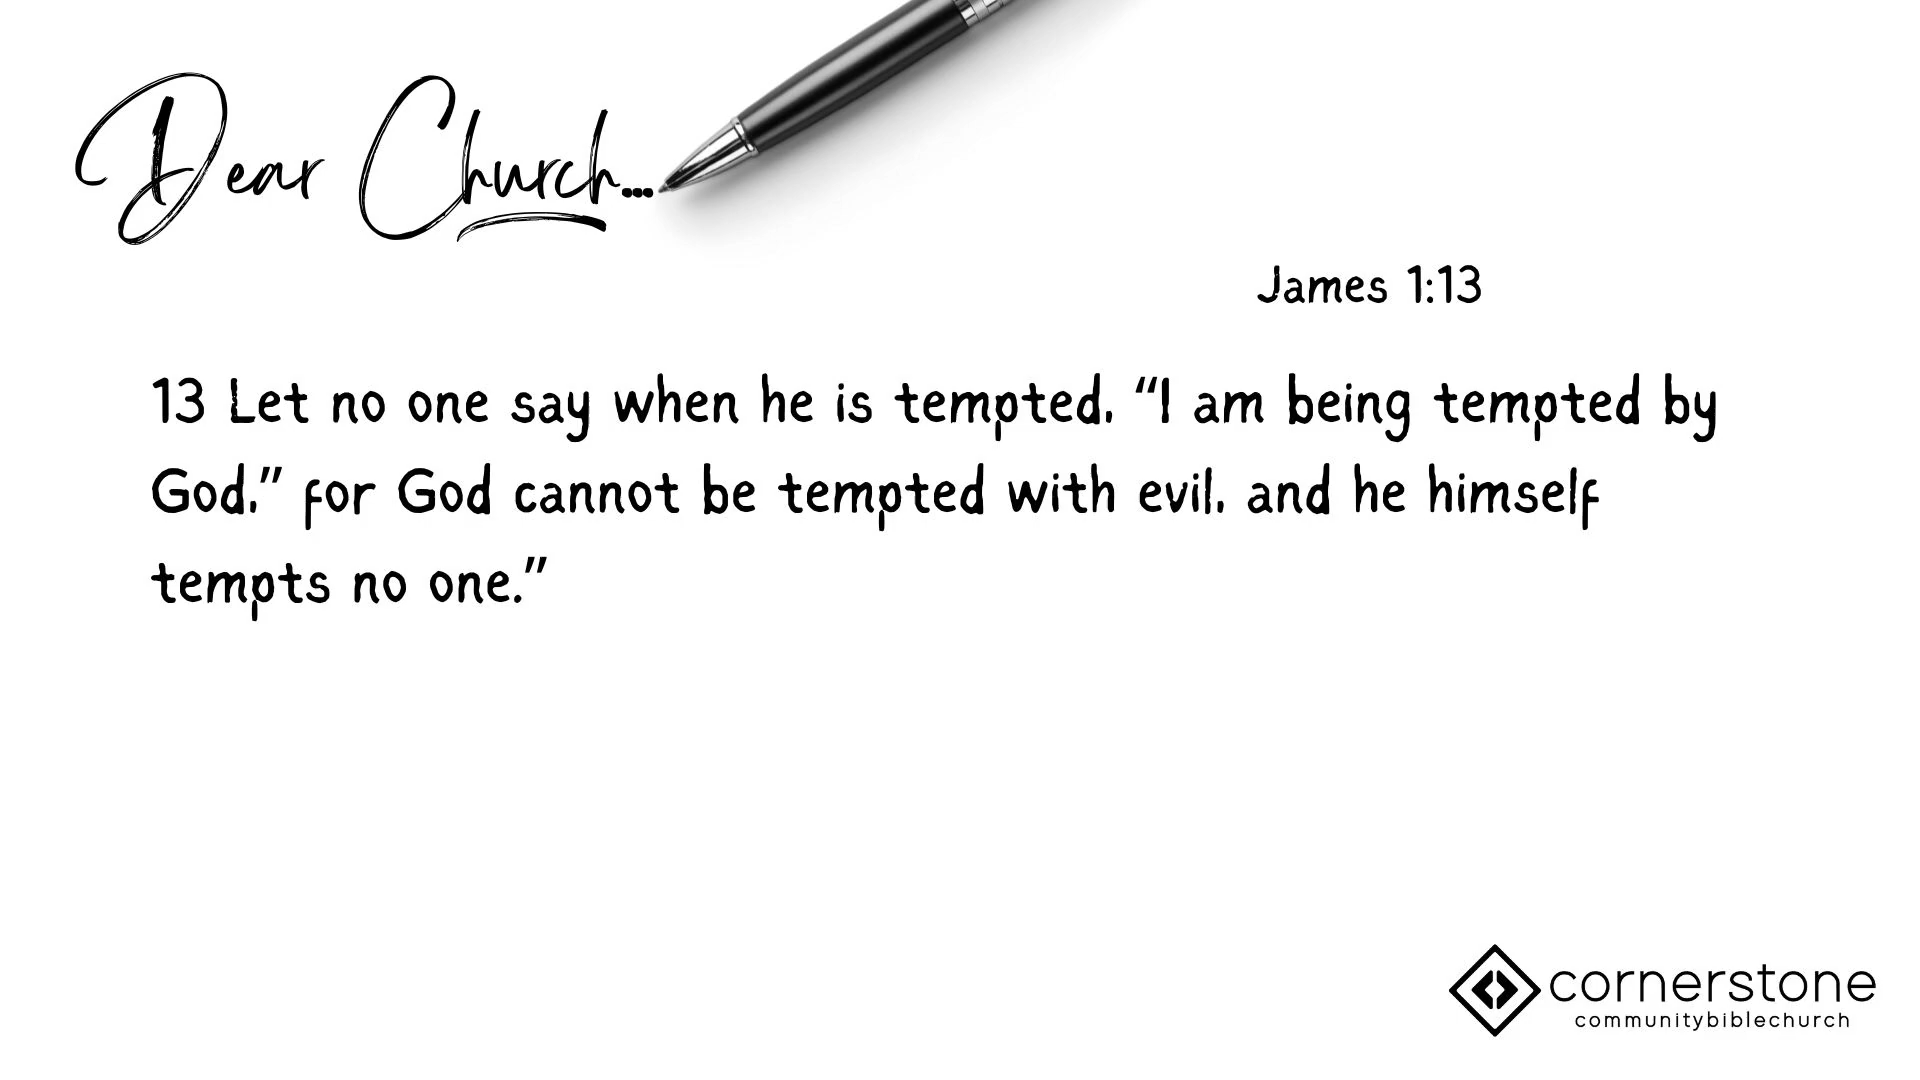 Dear Church...
James 1:13
13 Let no one say when he is tempted, “I am being tempted by
God,” for God cannot be tempted with evil, and he himself
tempts no one.”
cornerstone
communitybiblechurch